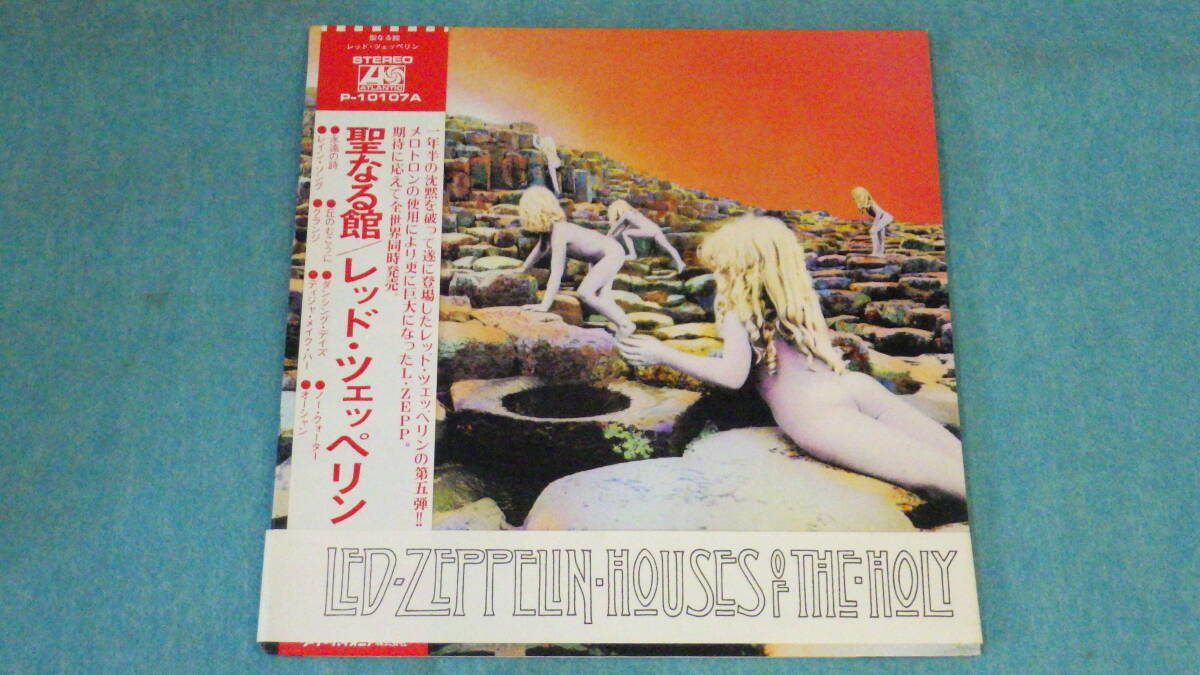 聖なる館
レッド・ツェッペリン
STEREO
ATLANTIC
P-10107A
一年半の沈黙を破って遂に登場したレッド・ツェッペリンの第五弾!!
メロトロンの使用により更に巨大になったL・ZEPP。
期待に応えて全世界同時発売。
聖なる館/レッド・ツェッペリン
●永遠の詩
●レイン・ソング
●丘のむこうに
●クランジ
●ダンシング・デイズ
●ディジャ・メイク・ハー
●ノー・クォーター
●オーシャン
LED·ZEPPELIN·HOUSES OF THE·HOLY